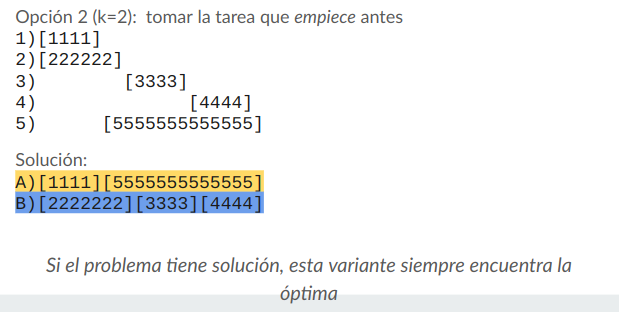 Opción 2 (k=2): tomar la tarea que empiece antes
1)[1111]
2)[222222]
3)        [3333]
4)              [4444]
5)      [5555555555555]
Solución:
A)[1111][5555555555555]
B)[2222222][3333][4444]
Si el problema tiene solución, esta variante siempre encuentra la
óptima